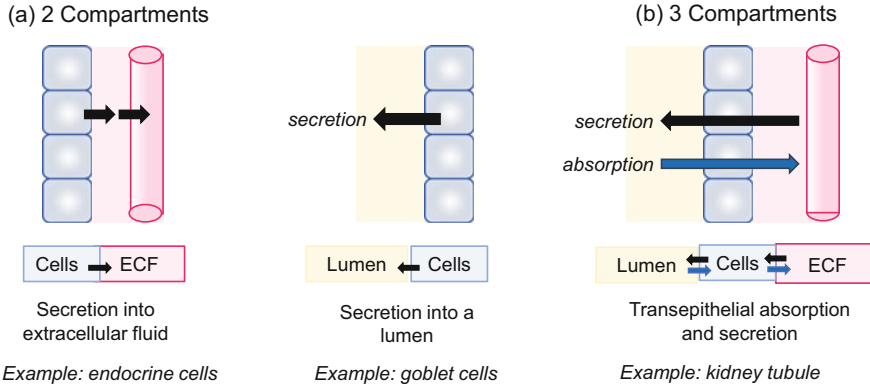 (a) 2 Compartments
(b) 3 Compartments
secretion
secretion
absorption
Cells
ECF
Lumen
Cells
Lumen
Cells
ECF
Secretion into
extracellular fluid
Secretion into a
lumen
Transepithelial absorption
and secretion
Example: endocrine cells
Example: goblet cells
Example: kidney tubule